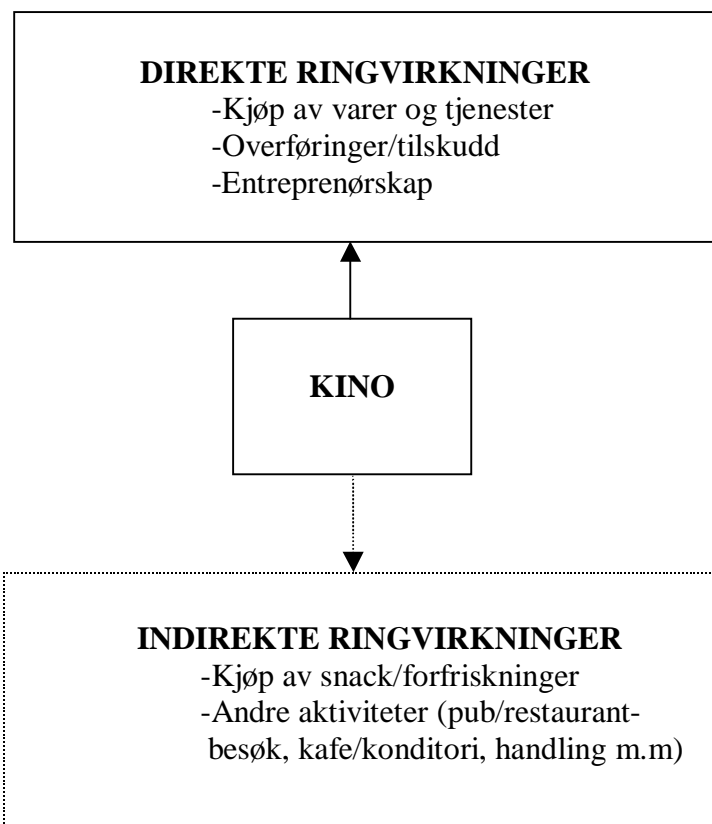 DIREKTE RINGVIRKNINGER
-Kjøp av varer og tjenester
-Overføringer/tilskudd
-Entreprenørskap
KINO
INDIREKTE RINGVIRKNINGER
-Kjøp av snack/forfriskninger
-Andre aktiviteter (pub/restaurant-
besøk, kafe/konditori, handling m.m)